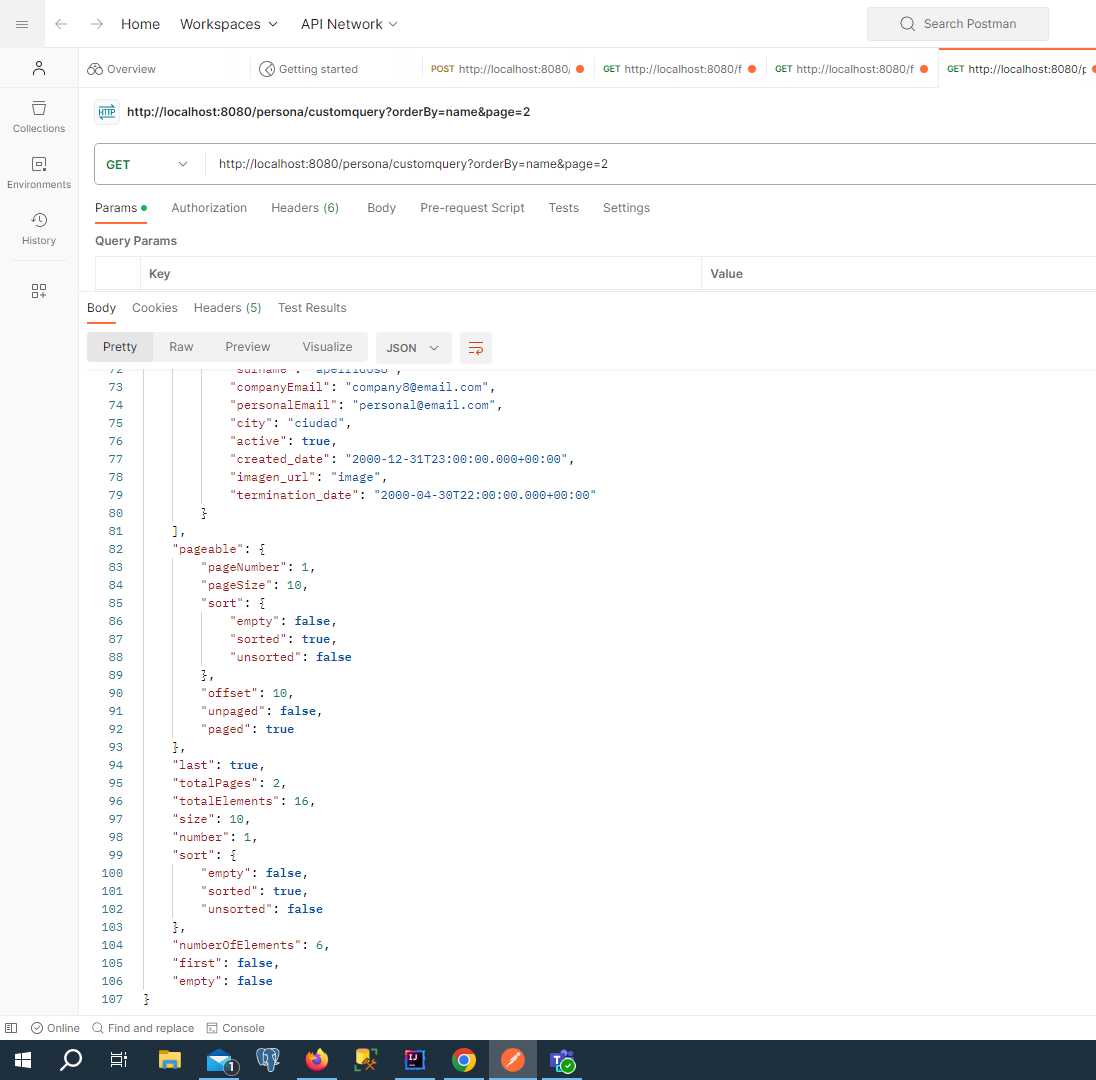 Home Workspaces API Network Search Postman
Overview Getting started POST http://localhost:8080/ GET http://localhost:8080/f GET http://localhost:8080/f GET http://localhost:8080/p
Collections
Environments
History
HTTP http://localhost:8080/persona/customquery?orderBy=name&page=2
GET http://localhost:8080/persona/customquery?orderBy=name&page=2
Params Authorization Headers (6) Body Pre-request Script Tests Settings
Query Params
Key Value
Body Cookies Headers (5) Test Results
Pretty Raw Preview Visualize JSON
72 "surname": "apellidos8",
73 "companyEmail": "company8@email.com",
74 "personalEmail": "personal@email.com",
75 "city": "ciudad",
76 "active": true,
77 "created_date": "2000-12-31T23:00:00.000+00:00",
78 "imagen_url": "image",
79 "termination_date": "2000-04-30T22:00:00.000+00:00"
80 }
81 ],
82 "pageable": {
83 "pageNumber": 1,
84 "pageSize": 10,
85 "sort": {
86 "empty": false,
87 "sorted": true,
88 "unsorted": false
89 },
90 "offset": 10,
91 "unpaged": false,
92 "paged": true
93 },
94 "last": true,
95 "totalPages": 2,
96 "totalElements": 16,
97 "size": 10,
98 "number": 1,
99 "sort": {
100 "empty": false,
101 "sorted": true,
102 "unsorted": false
103 },
104 "numberOfElements": 6,
105 "first": false,
106 "empty": false
107 }
Online Find and replace Console
1 IJ